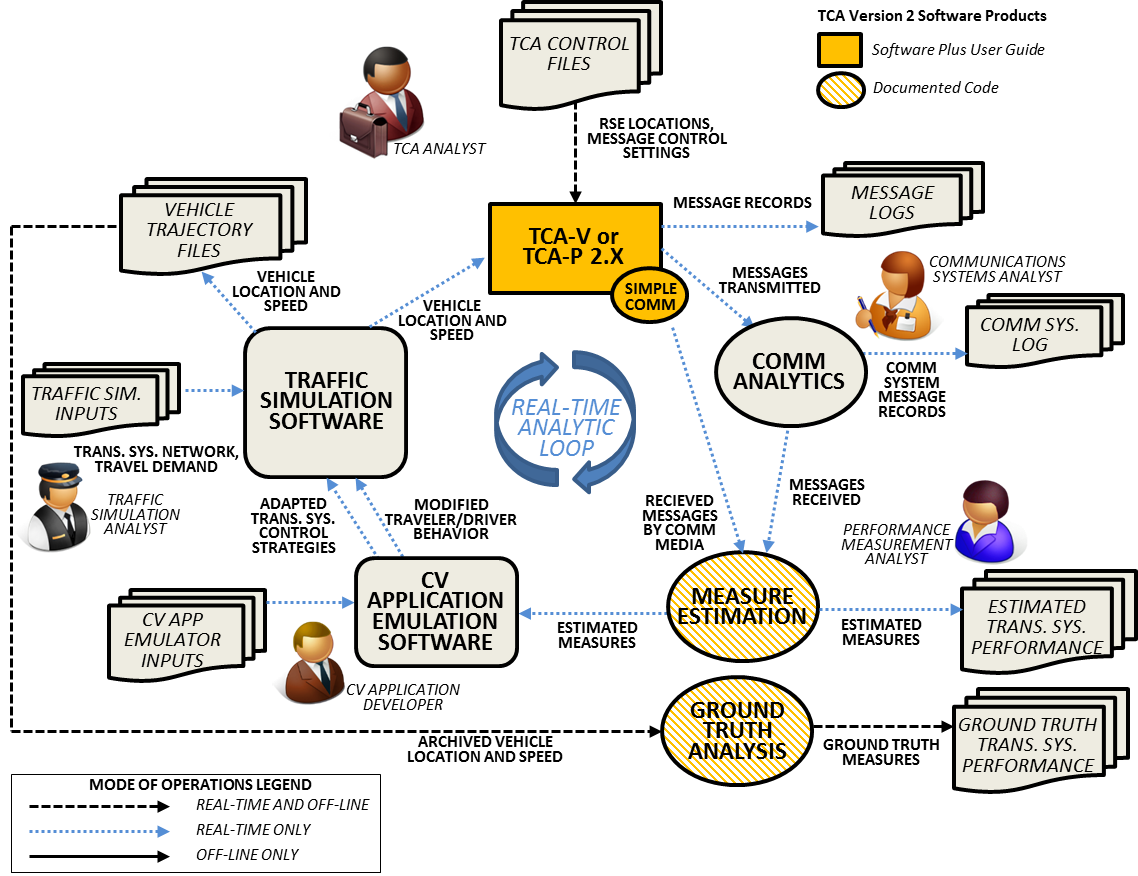 TCA Version 2 Software Products
Software Plus User Guide
Documented Code
TCA CONTROL
FILES
TCA ANALYST
RSE LOCATIONS,
MESSAGE CONTROL
SETTINGS
VEHICLE
TRAJECTORY
FILES
MESSAGE RECORDS
MESSAGE
LOGS
TCA-V or
TCA-P 2.X
SIMPLE
COMM
VEHICLE
LOCATION AND
SPEED
VEHICLE
LOCATION AND
SPEED
MESSAGES
TRANSMITTED
COMMUNICATIONS
SYSTEMS ANALYST
COMM SYS.
LOG
COMM
ANALYTICS
COMM
SYSTEM
MESSAGE
RECORDS
TRAFFIC
SIMULATION
SOFTWARE
TRAFFIC SIM.
INPUTS
REAL-TIME
ANALYTIC
LOOP
TRANS. SYS. NETWORK,
TRAVEL DEMAND
TRAFFIC
SIMULATION
ANALYST
ADAPTED
TRANS. SYS.
CONTROL
STRATEGIES
MODIFIED
TRAVELER/DRIVER
BEHAVIOR
RECIEVED
MESSAGES
BY COMM
MEDIA
MESSAGES
RECEIVED
PERFORMANCE
MEASUREMENT
ANALYST
CV
APPLICATION
EMULATION
SOFTWARE
MEASURE
ESTIMATION
ESTIMATED
MEASURES
ESTIMATED
MEASURES
ESTIMATED
TRANS. SYS.
PERFORMANCE
CV APP
EMULATOR
INPUTS
CV APPLICATION
DEVELOPER
GROUND
TRUTH
ANALYSIS
ARCHIVED VEHICLE
LOCATION AND SPEED
GROUND TRUTH
MEASURES
GROUND TRUTH
TRANS. SYS.
PERFORMANCE
MODE OF OPERATIONS LEGEND
REAL-TIME AND OFF-LINE
REAL-TIME ONLY
OFF-LINE ONLY